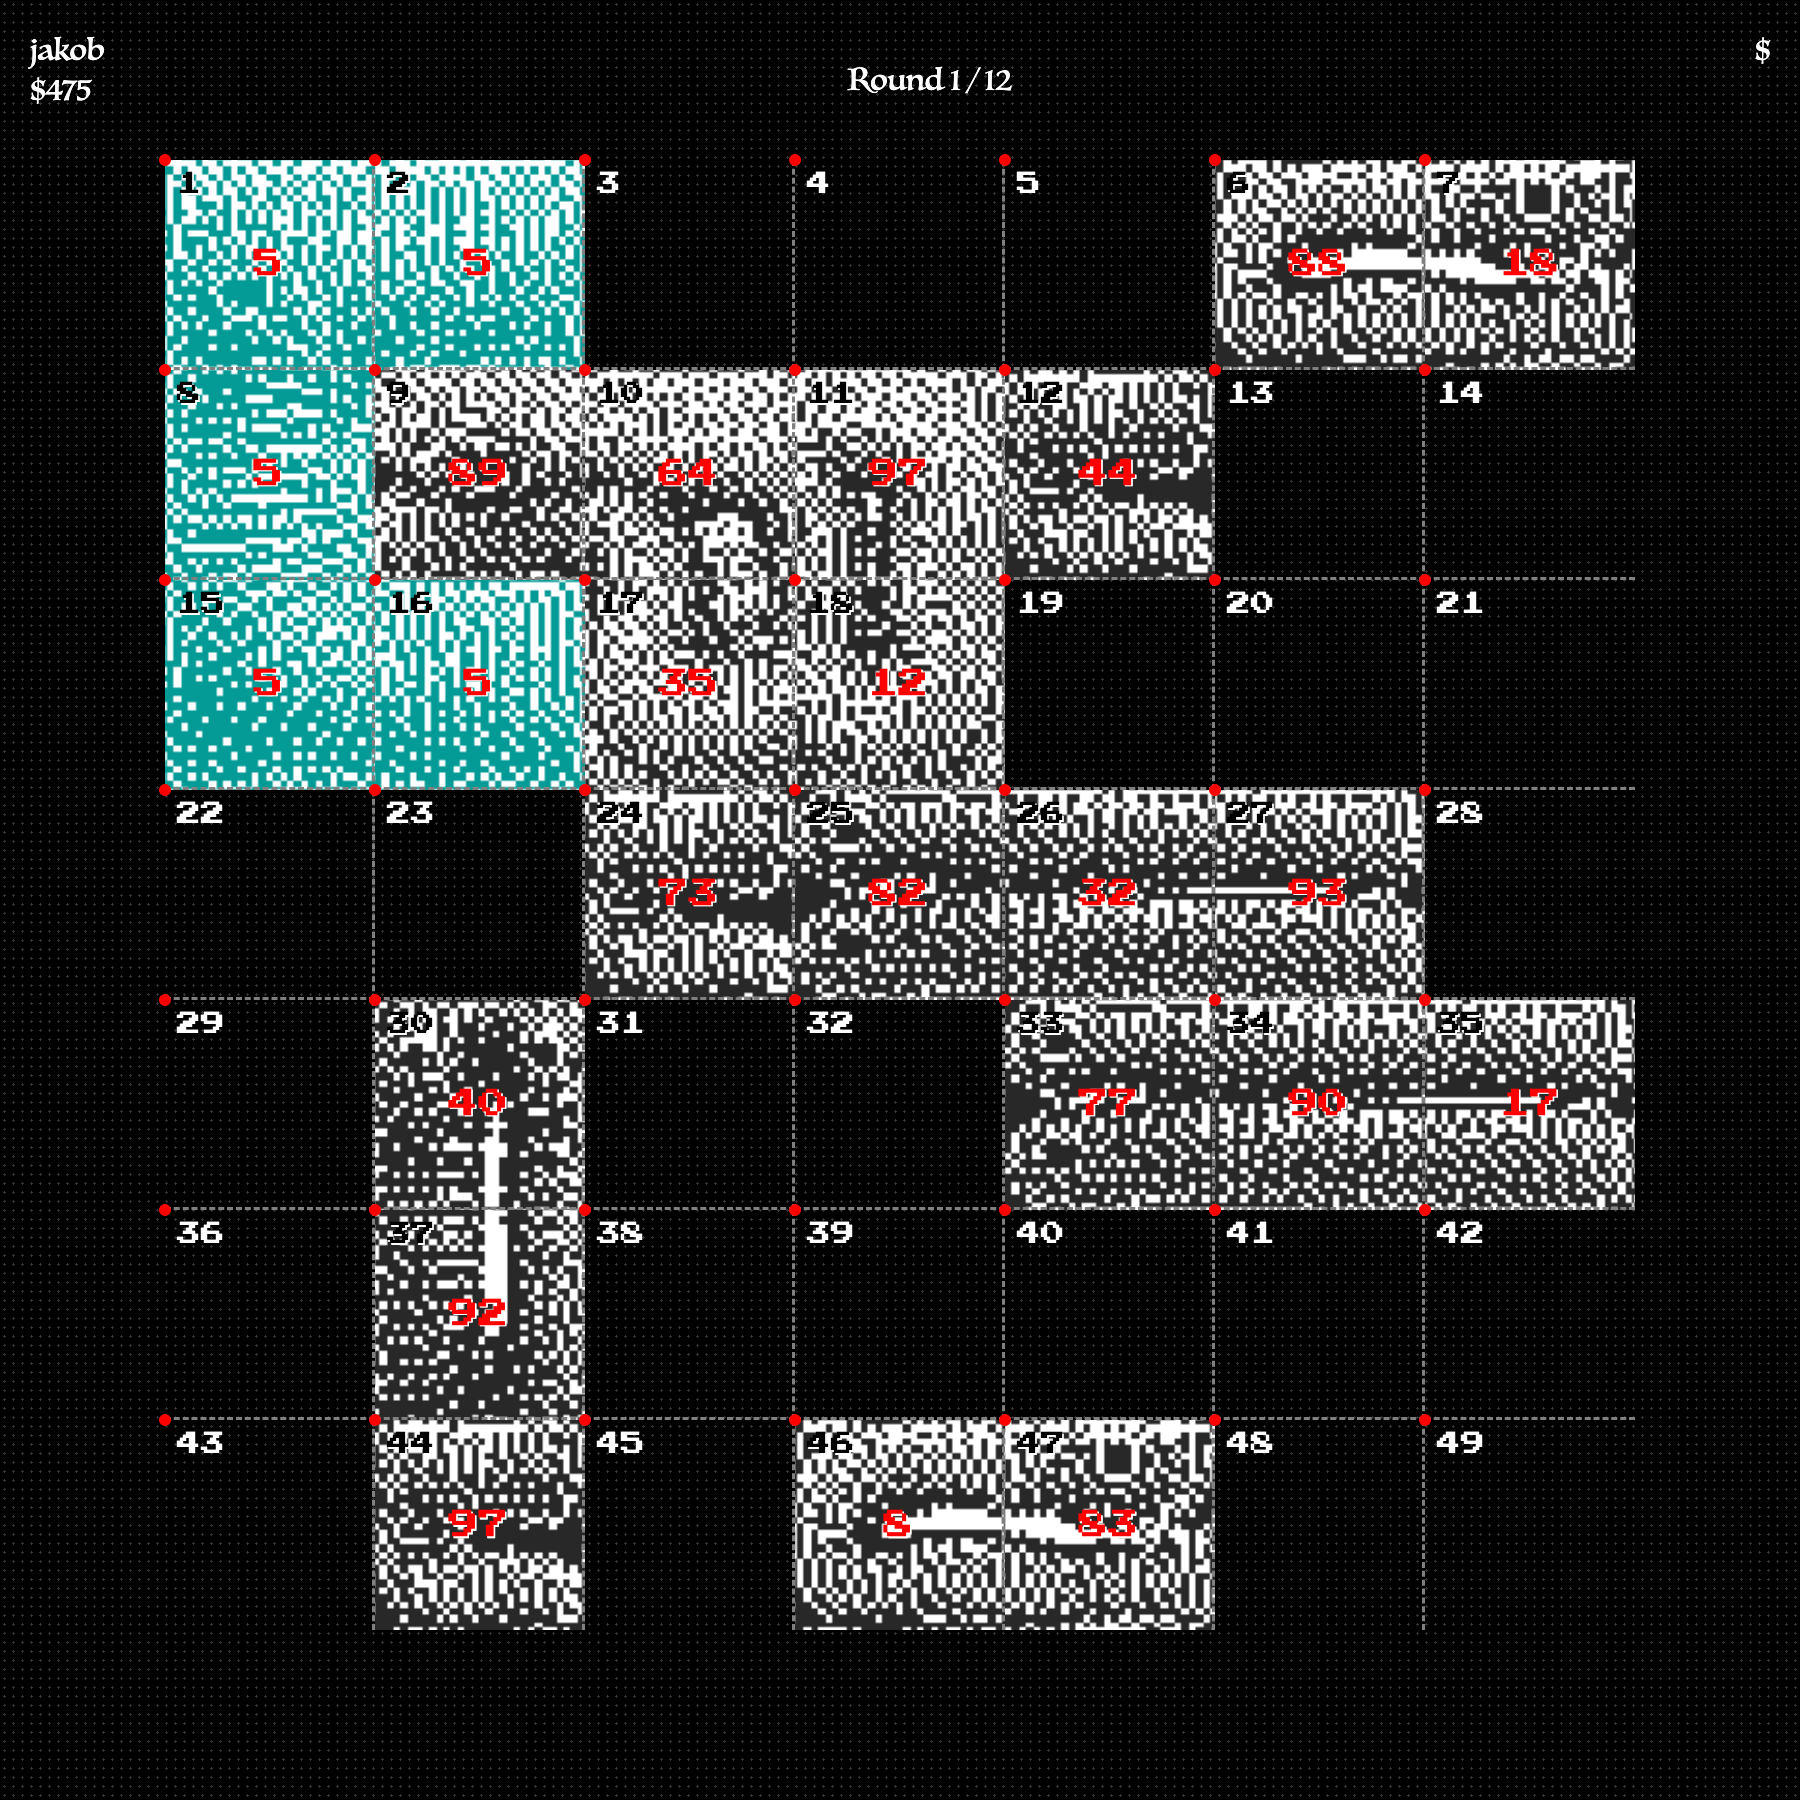 jakob $
$475 Round 1/12
1 2 3 4 5 6 7
5 5 88 18
8 9 10 11 12 13 14
5 89 64 97 44
15 16 17 18 19 20 21
5 5 35 12
22 23 24 25 26 27 28
73 82 32 93
29 30 31 32 33 34 35
40 77 90 17
36 37 38 39 40 41 42
92
43 44 45 46 47 48 49
97 8 83